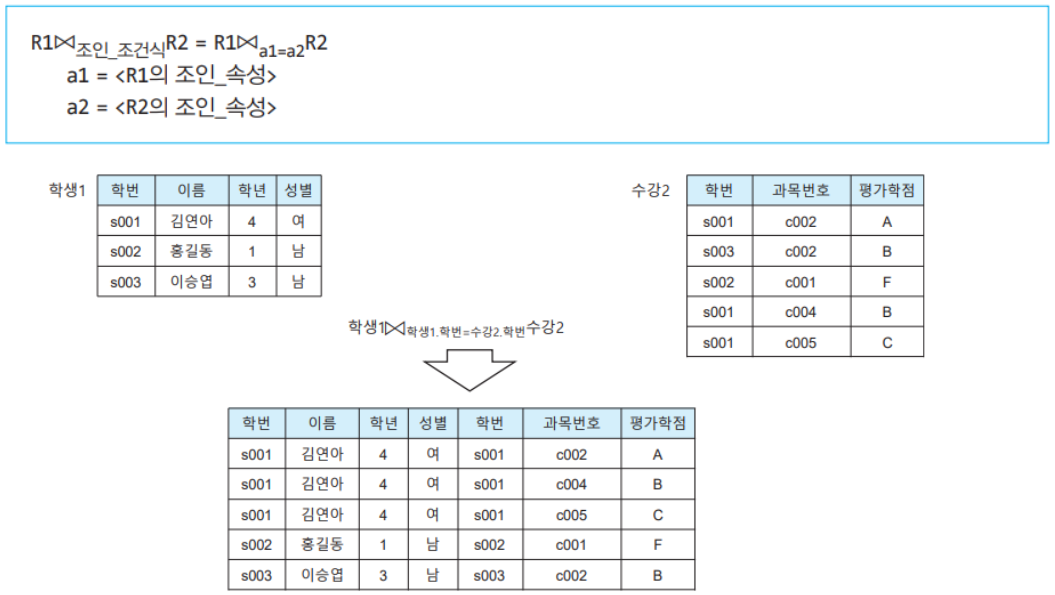 R1⋈조인_조건식R2 = R1⋈a1=a2R2
a1 = <R1의 조인_속성>
a2 = <R2의 조인_속성>
학생1
학번 이름 학년 성별
s001 김연아 4 여
s002 홍길동 1 남
s003 이승엽 3 남
수강2
학번 과목번호 평가학점
s001 c002 A
s003 c002 B
s002 c001 F
s001 c004 B
s001 c005 C
학생1⋈학생1.학번=수강2.학번수강2
학번 이름 학년 성별 학번 과목번호 평가학점
s001 김연아 4 여 s001 c002 A
s001 김연아 4 여 s001 c004 B
s001 김연아 4 여 s001 c005 C
s002 홍길동 1 남 s002 c001 F
s003 이승엽 3 남 s003 c002 B